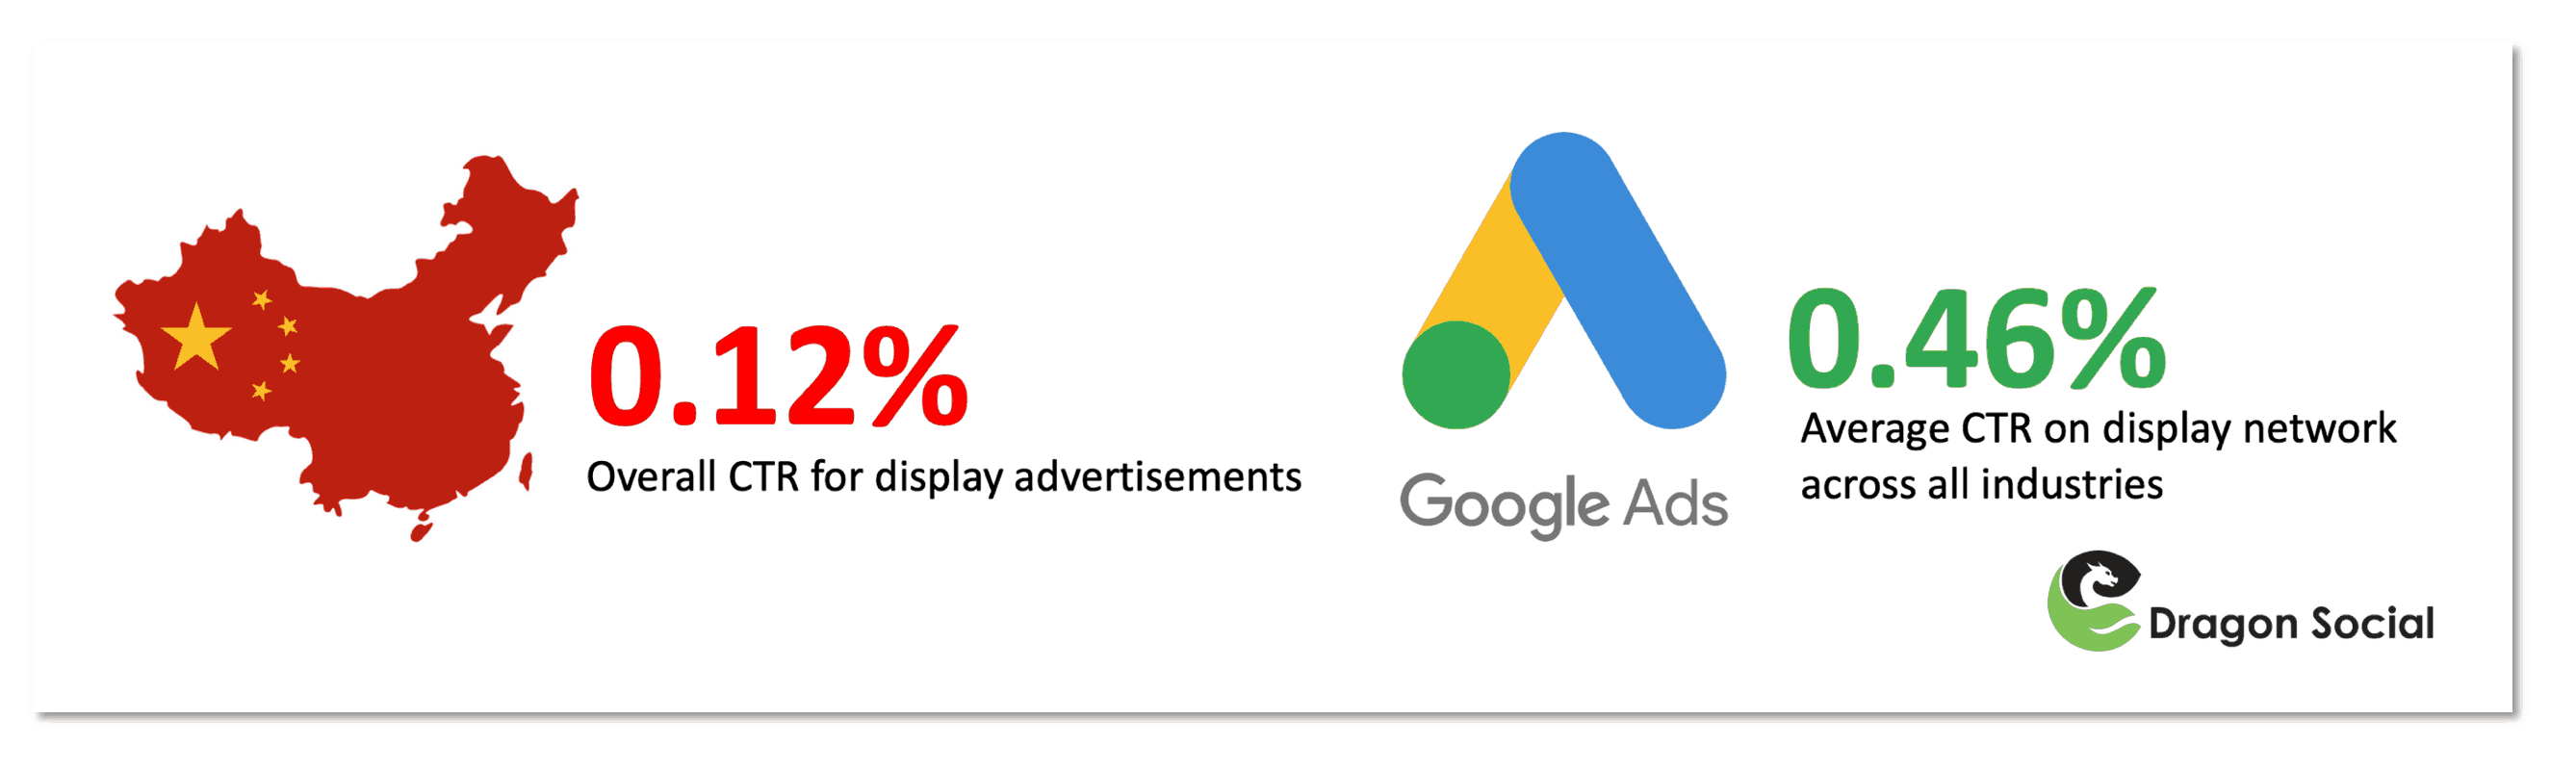 0.12%
Overall CTR for display advertisements
Google Ads
0.46%
Average CTR on display network
across all industries
Dragon Social